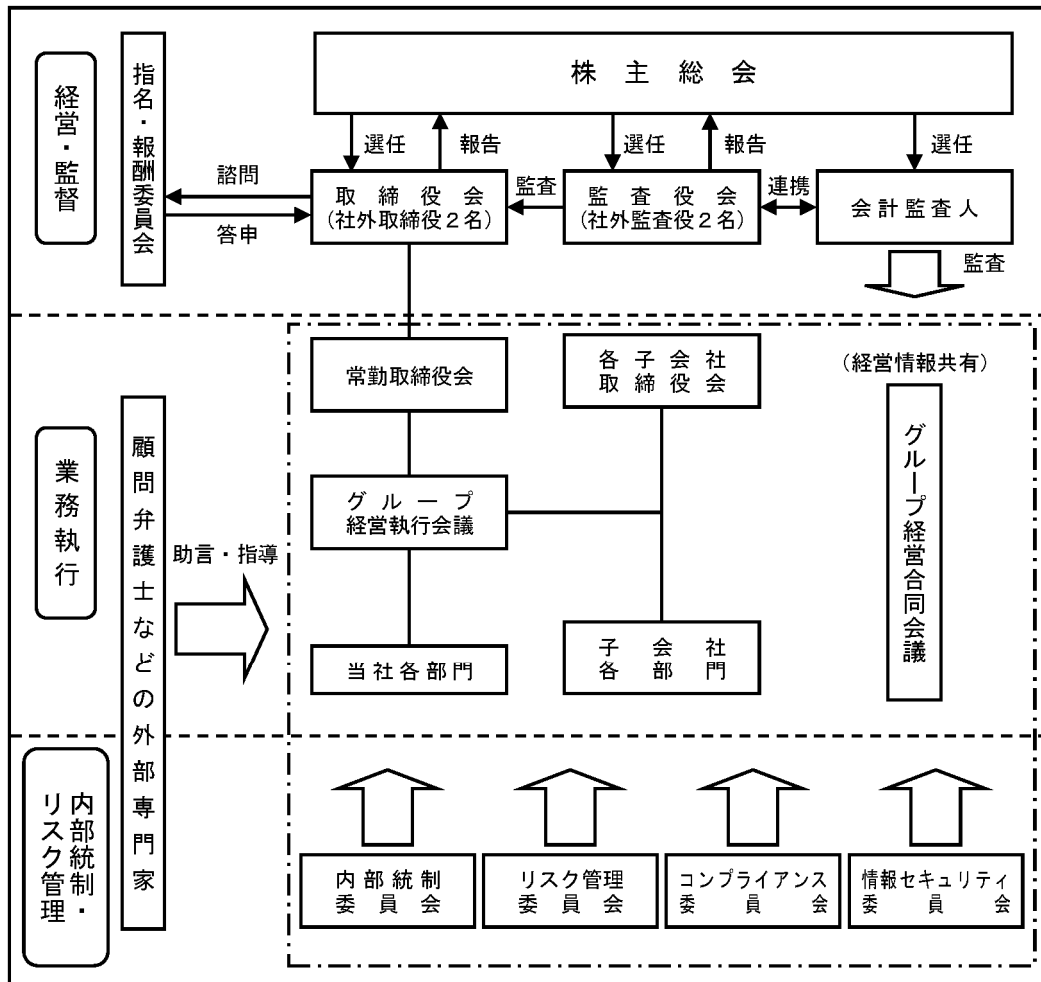 株主総会
経営・監督
指名・報酬委員会
選任
報告
選任
報告
選任
諮問
答申
取締役会
(社外取締役2名)
監査
監査役会
(社外監査役2名)
連携
会計監査人
監査
業務執行
顧問弁護士などの外部専門家
助言・指導
常勤取締役会
各子会社
取締役会
(経営情報共有)
グループ経営合同会議
グループ
経営執行会議
当社各部門
子会社
各部門
内部統制・
リスク管理
内部統制
委員会
リスク管理
委員会
コンプライアンス
委員会
情報セキュリティ
委員会